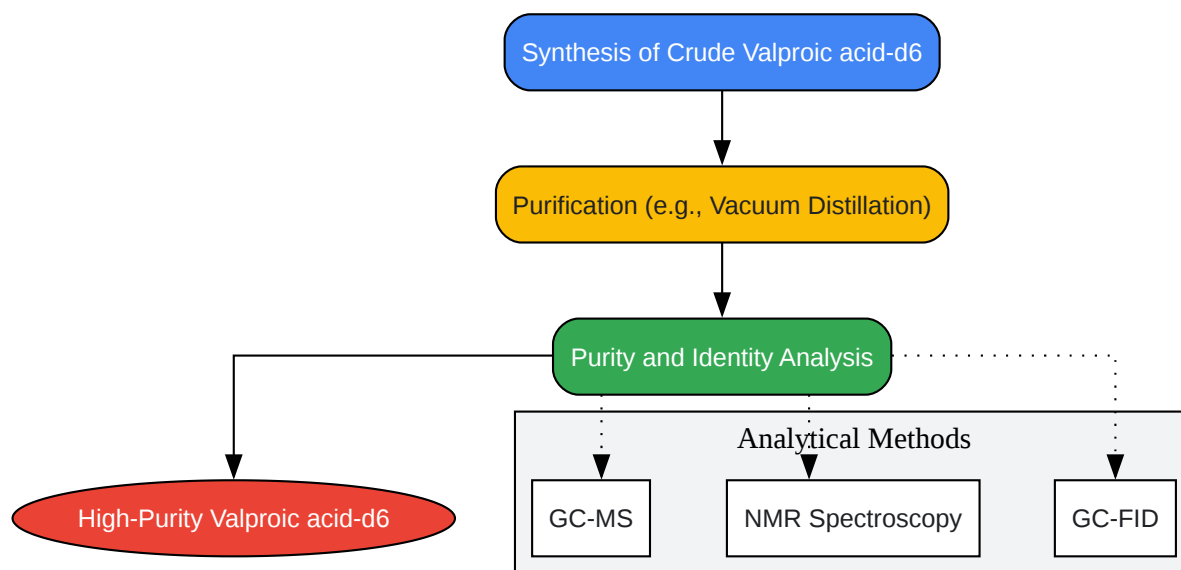 Synthesis of Crude Valproic acid-d6
Purification (e.g., Vacuum Distillation)
Purity and Identity Analysis
Analytical Methods
High-Purity Valproic acid-d6
GC-MS
NMR Spectroscopy
GC-FID